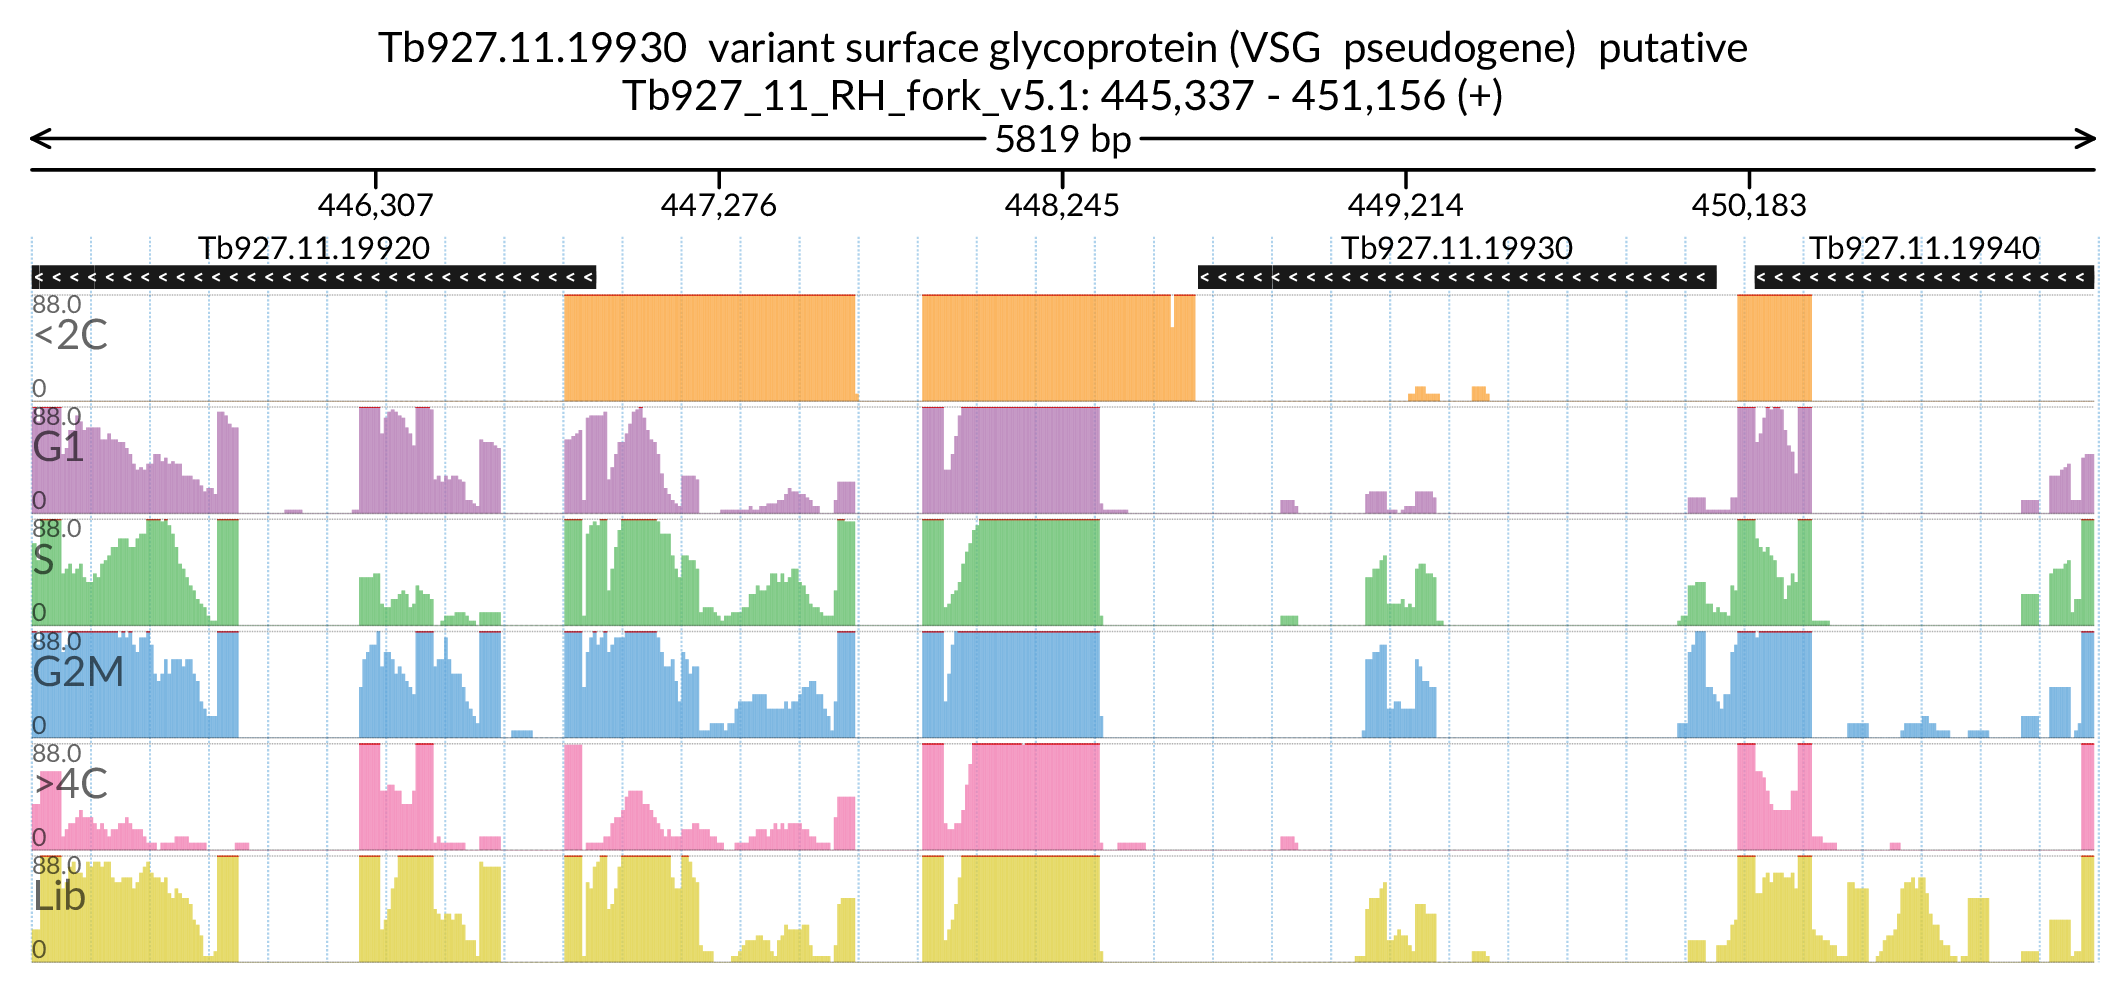 Tb927.11.19930 variant surface glycoprotein (VSG pseudogene) putative
Tb927_11_RH_fork_v5.1: 445,337 - 451,156 (+)
5819 bp
446,307 447,276 448,245 449,214 450,183
Tb927.11.19920 Tb927.11.19930 Tb927.11.19940
88.0
<2C
0
88.0
G1
0
88.0
S
0
88.0
G2M
0
88.0
>4C
0
88.0
Lib
0